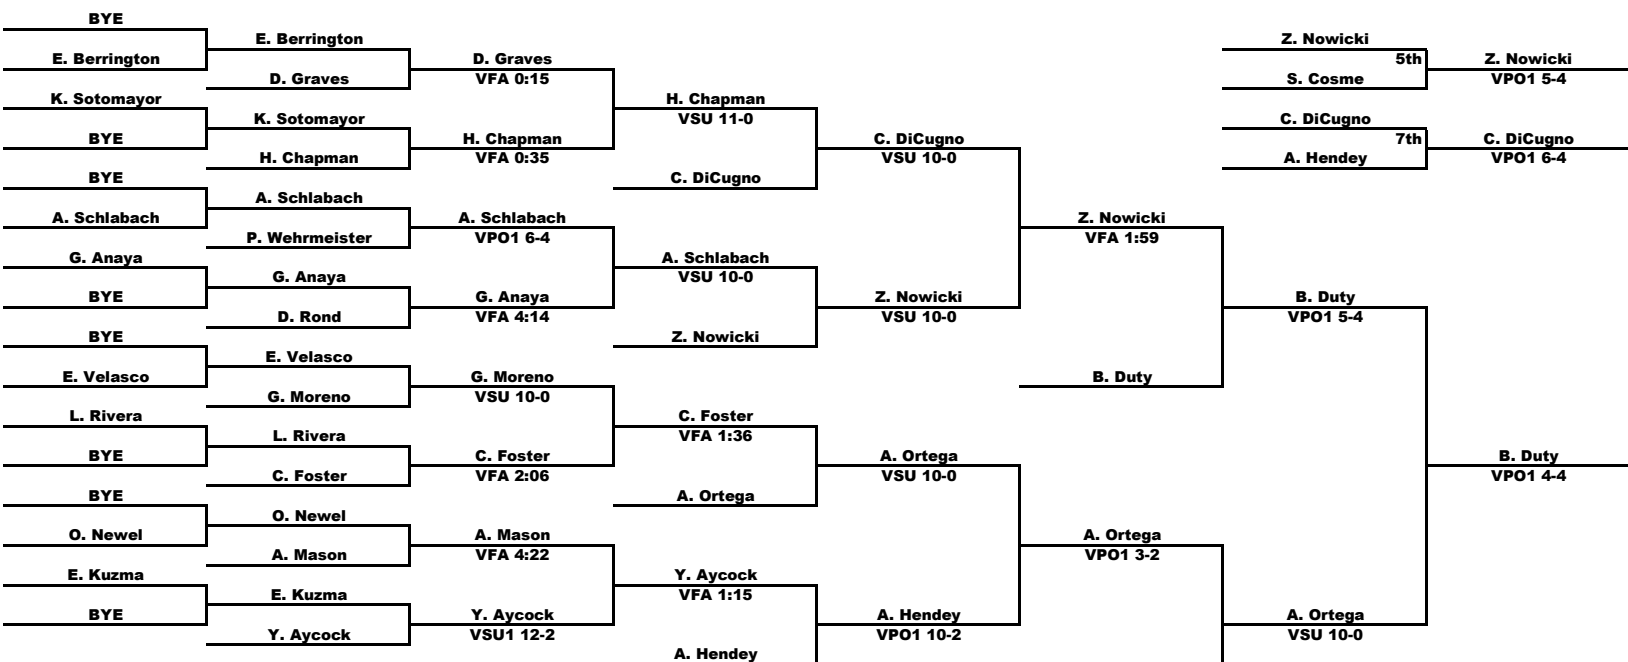 BYE
E. Berrington
K. Sotomayor
BYE
BYE
A. Schlabach
G. Anaya
BYE
BYE
E. Velasco
L. Rivera
BYE
BYE
O. Newel
E. Kuzma
BYE
E. Berrington
D. Graves
K. Sotomayor
H. Chapman
A. Schlabach
P. Wehrmeister
G. Anaya
D. Rond
E. Velasco
G. Moreno
L. Rivera
C. Foster
O. Newel
A. Mason
E. Kuzma
Y. Aycock
D. Graves
VFA 0:15
H. Chapman
VFA 0:35
A. Schlabach
VPO1 6-4
G. Anaya
VFA 4:14
G. Moreno
VSU 10-0
C. Foster
VFA 2:06
A. Mason
VFA 4:22
Y. Aycock
VSU1 12-2
H. Chapman
VSU 11-0
C. DiCugno
A. Schlabach
VSU 10-0
Z. Nowicki
C. Foster
VFA 1:36
A. Ortega
Y. Aycock
VFA 1:15
A. Hendey
C. DiCugno
VSU 10-0
Z. Nowicki
VSU 10-0
A. Ortega
VSU 10-0
A. Hendey
VPO1 10-2
Z. Nowicki
VFA 1:59
B. Duty
A. Ortega
VPO1 3-2
B. Duty
VPO1 5-4
A. Ortega
VSU 10-0
B. Duty
VPO1 4-4
Z. Nowicki
5th
S. Cosme
Z. Nowicki
VPO1 5-4
C. DiCugno
7th
A. Hendey
C. DiCugno
VPO1 6-4